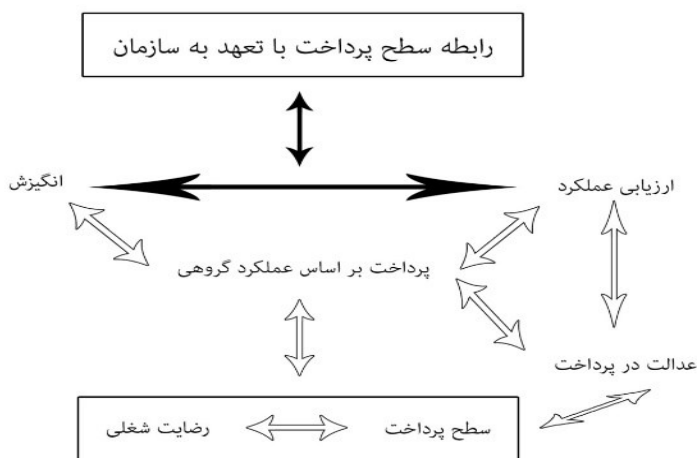 رابطه سطح پرداخت با تعهد به سازمان
ارزیابی عملکرد
انگیزش
پرداخت بر اساس عملکرد گروهی
عدالت در پرداخت
سطح پرداخت
رضایت شغلی